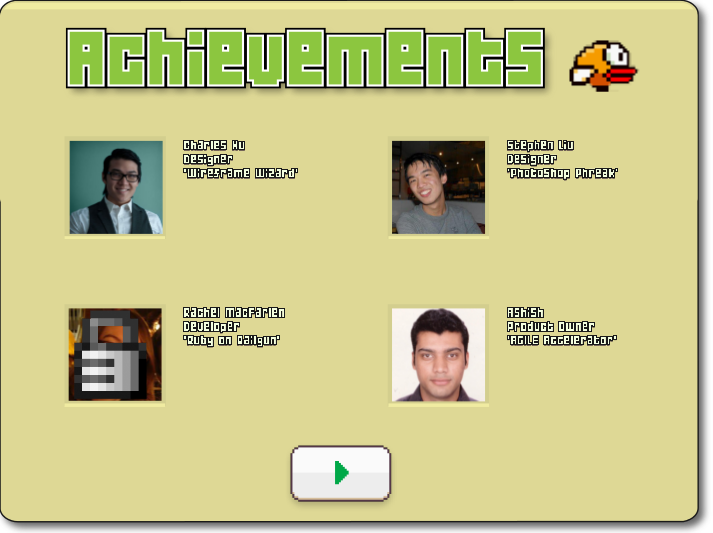 Achievements
Charles Hu
Designer
'Wireframe Wizard'
Stephen Liu
Designer
'Photoshop Phreak'
Rachel MacFarlen
Developer
'Ruby on Railgun'
Ashish
Product Owner
'AGILE Accelerator'